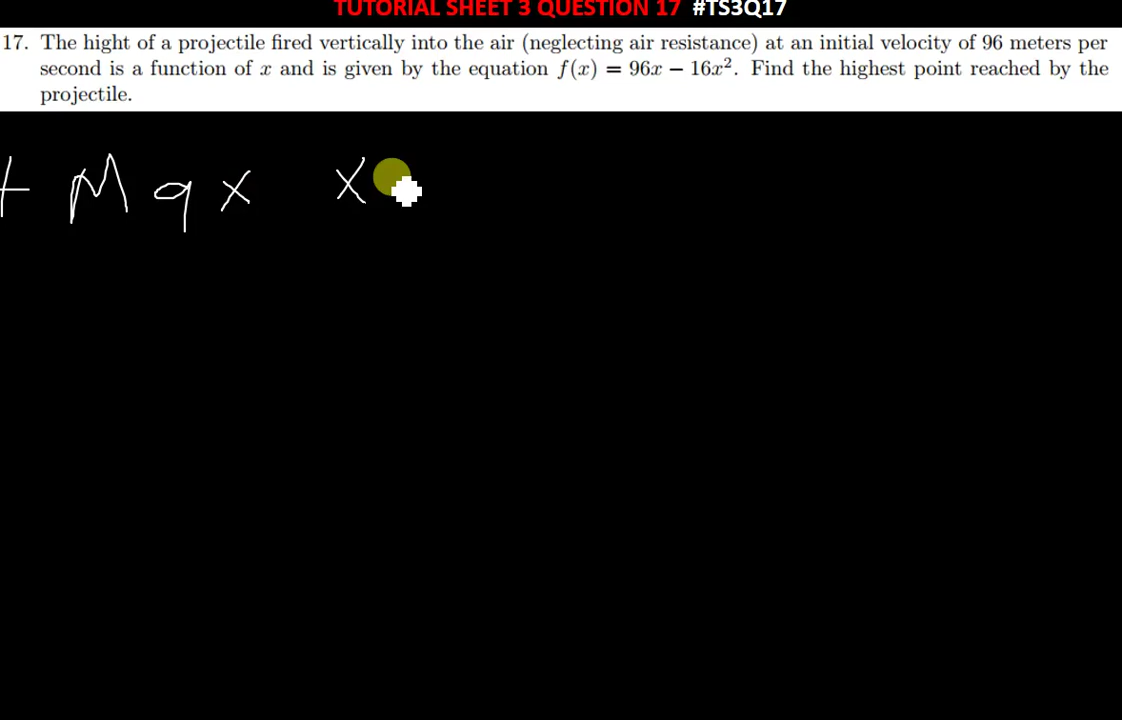 TUTORIAL SHEET 3 QUESTION 17 #TS3Q17
17. The hight of a projectile fired vertically into the air (neglecting air resistance) at an initial velocity of 96 meters per
second is a function of x and is given by the equation f(x) = 96x − 16x². Find the highest point reached by the
projectile.
+ Max x